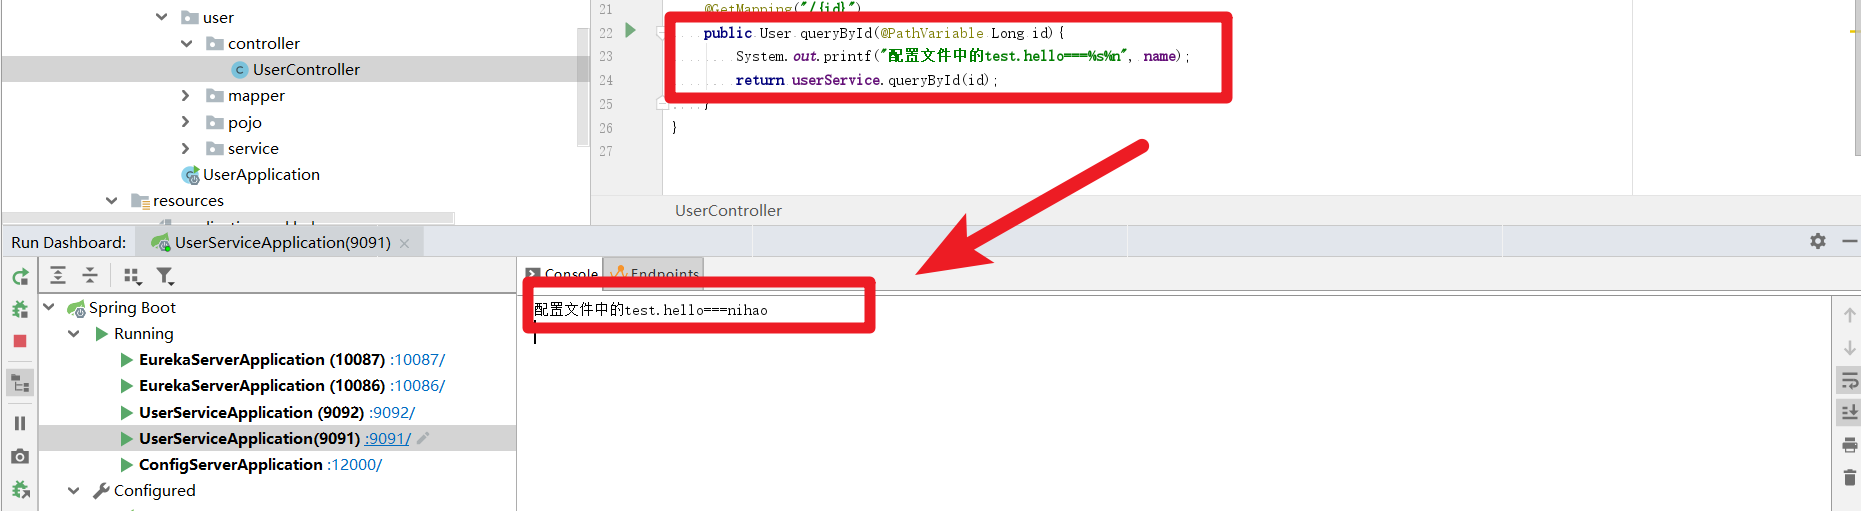 user
controller
UserController
mapper
pojo
service
UserApplication
resources
21 @GetMapping("/{id}")
22 public User queryById(@PathVariable Long id){
23 System.out.printf("配置文件中的test.hello===%s%n", name);
24 return userService.queryById(id);
25 }
26 }
27
UserController
Run Dashboard: UserServiceApplication(9091)
Console Endpoints
Spring Boot
Running
EurekaServerApplication (10087) :10087/
EurekaServerApplication (10086) :10086/
UserServiceApplication (9092) :9092/
UserServiceApplication(9091) :9091/
ConfigServerApplication :12000/
Configured
配置文件中的test.hello===nihao